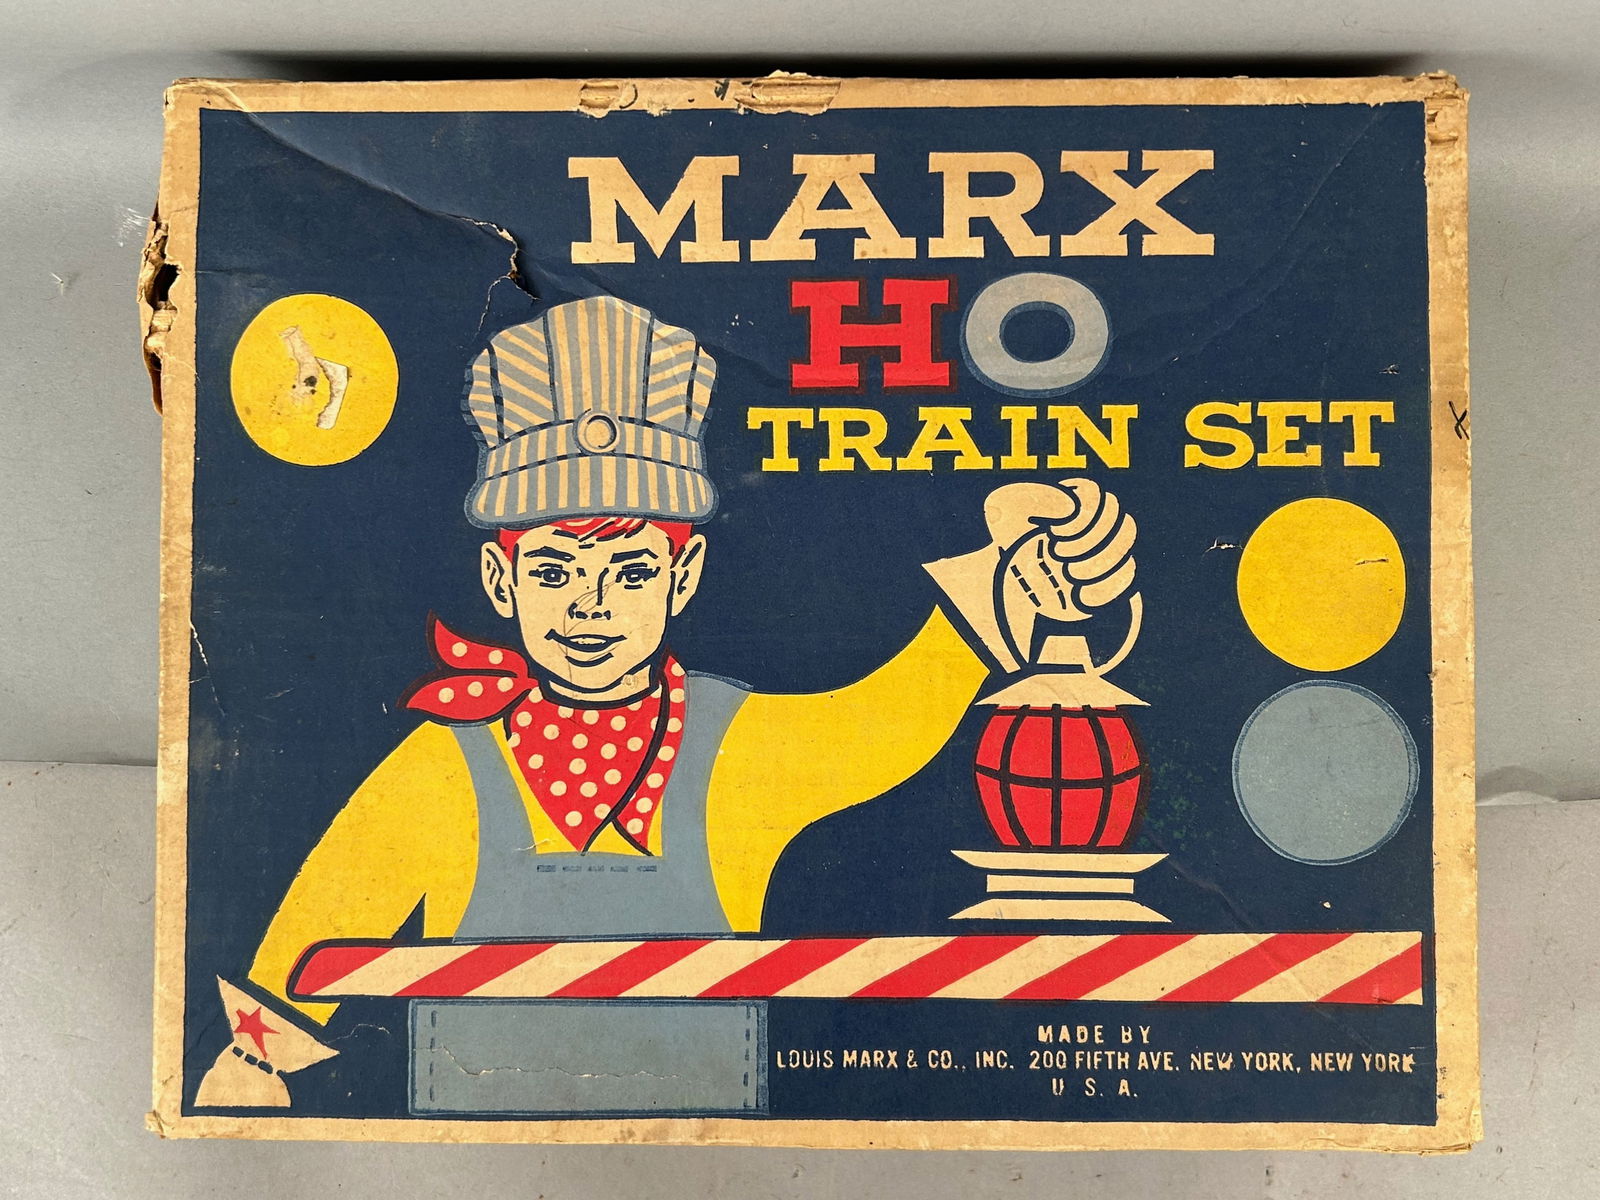 MARX
HO
TRAIN SET
MADE BY
LOUIS MARX & CO., INC. 200 FIFTH AVE. NEW YORK, NEW YORK
U. S. A.